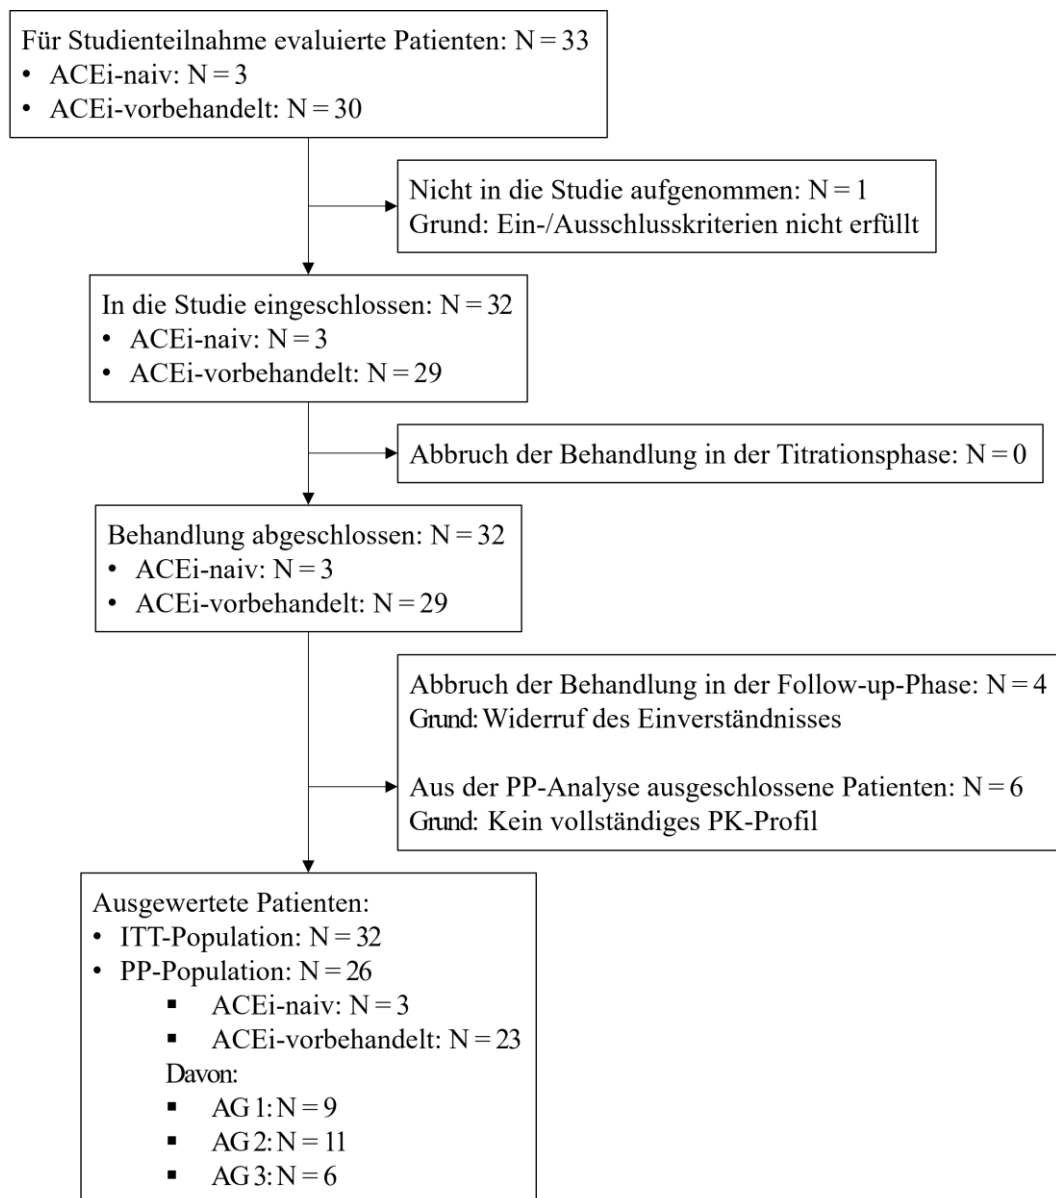 Für Studienteilnahme evaluierte Patienten: N = 33
• ACEi-naiv: N = 3
• ACEi-vorbehandelt: N = 30
Nicht in die Studie aufgenommen: N = 1
Grund: Ein-/Ausschlusskriterien nicht erfüllt
In die Studie eingeschlossen: N = 32
• ACEi-naiv: N = 3
• ACEi-vorbehandelt: N = 29
Abbruch der Behandlung in der Titrationsphase: N = 0
Behandlung abgeschlossen: N = 32
• ACEi-naiv: N = 3
• ACEi-vorbehandelt: N = 29
Abbruch der Behandlung in der Follow-up-Phase: N = 4
Grund: Widerruf des Einverständnisses
Aus der PP-Analyse ausgeschlossene Patienten: N = 6
Grund: Kein vollständiges PK-Profil
Ausgewertete Patienten:
• ITT-Population: N = 32
• PP-Population: N = 26
▪ ACEi-naiv: N = 3
▪ ACEi-vorbehandelt: N = 23
Davon:
▪ AG 1: N = 9
▪ AG 2: N = 11
▪ AG 3: N = 6